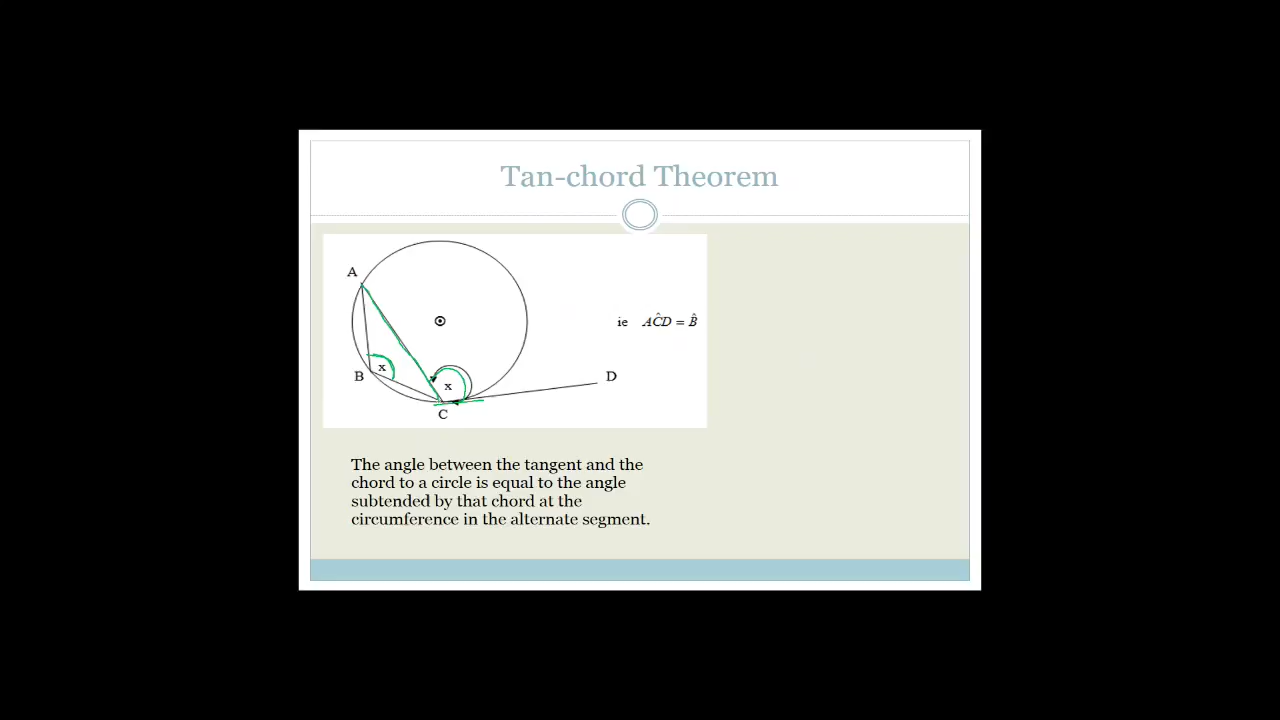 Tan-chord Theorem
A
ie AĈD = B̂
B
x
x
D
C
The angle between the tangent and the
chord to a circle is equal to the angle
subtended by that chord at the
circumference in the alternate segment.